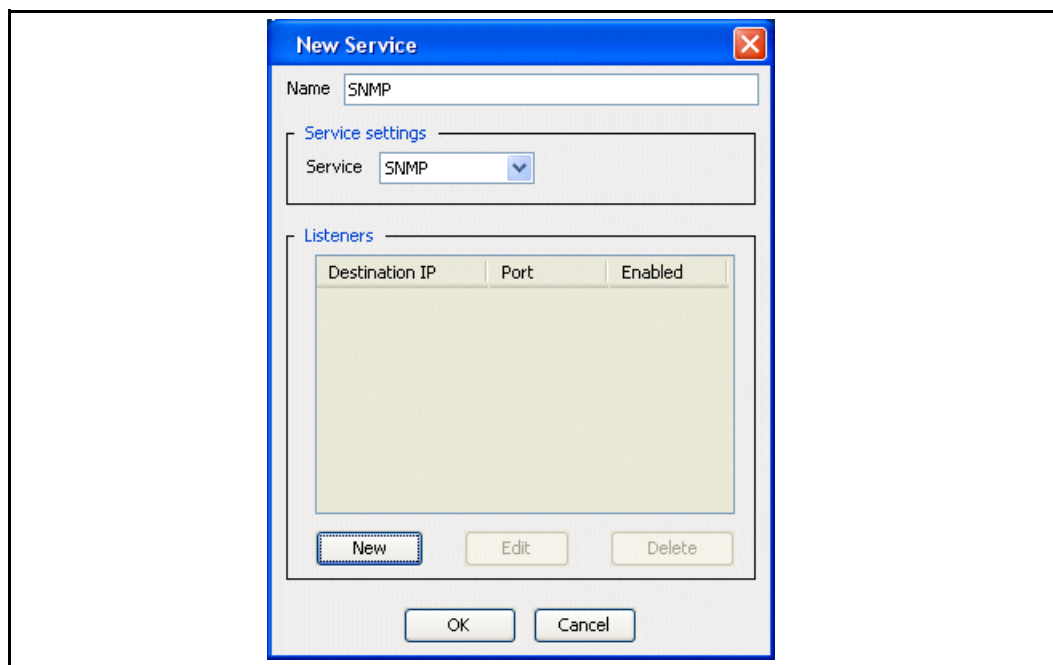 New Service
Name SNMP
Service settings
Service SNMP
Listeners
Destination IP Port Enabled
New Edit Delete
OK Cancel